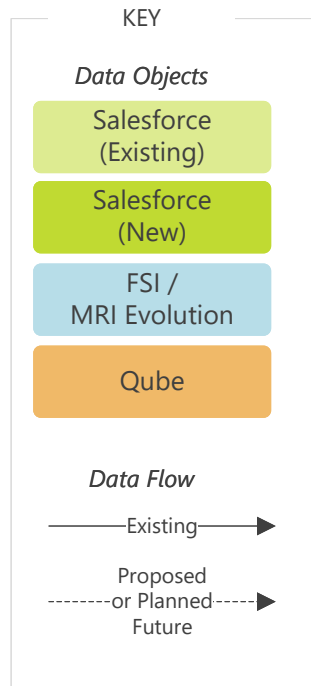 KEY
Data Objects
Salesforce
(Existing)
Salesforce
(New)
FSI /
MRI Evolution
Qube
Data Flow
Existing
Proposed
or Planned
Future